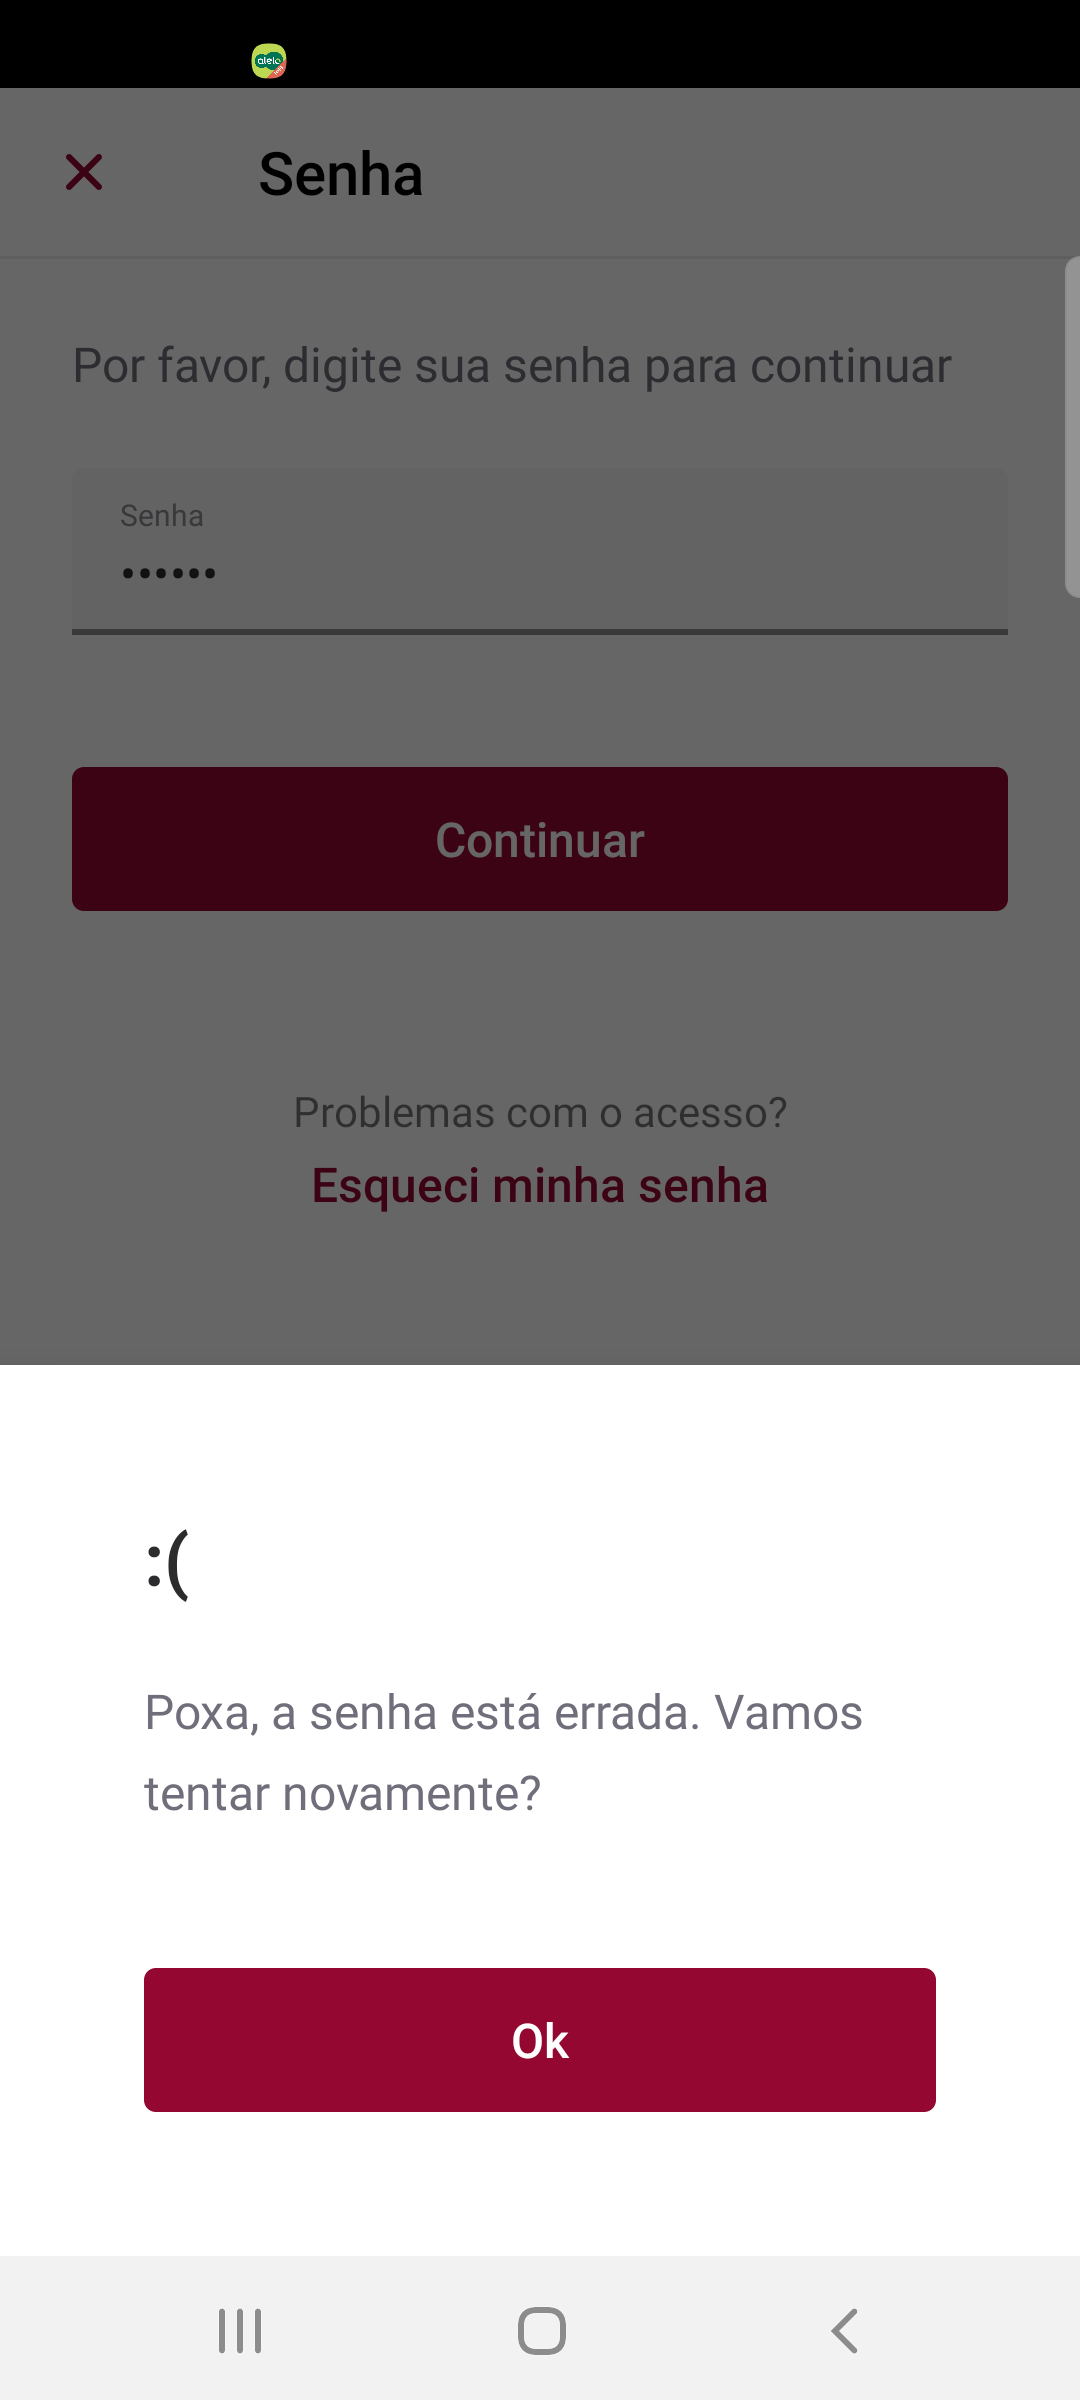 alelo
Senha
Por favor, digite sua senha para continuar
Senha
••••••
Continuar
Problemas com o acesso?
Esqueci minha senha
:(
Poxa, a senha está errada. Vamos
tentar novamente?
Ok